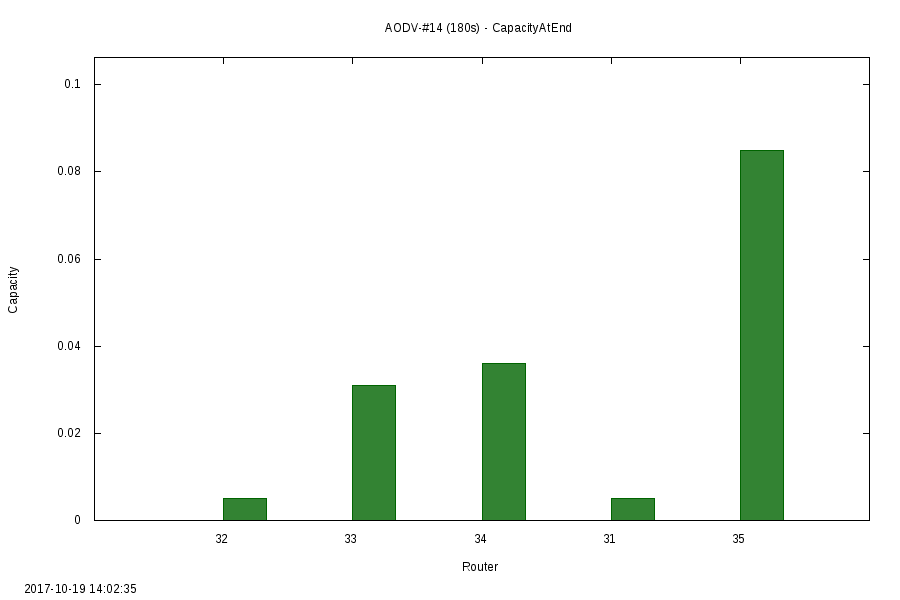 AODV-#14 (180s) - CapacityAtEnd
0.1
0.08
0.06
0.04
0.02
0
Capacity
32 33 34 31 35
Router
2017-10-19 14:02:35